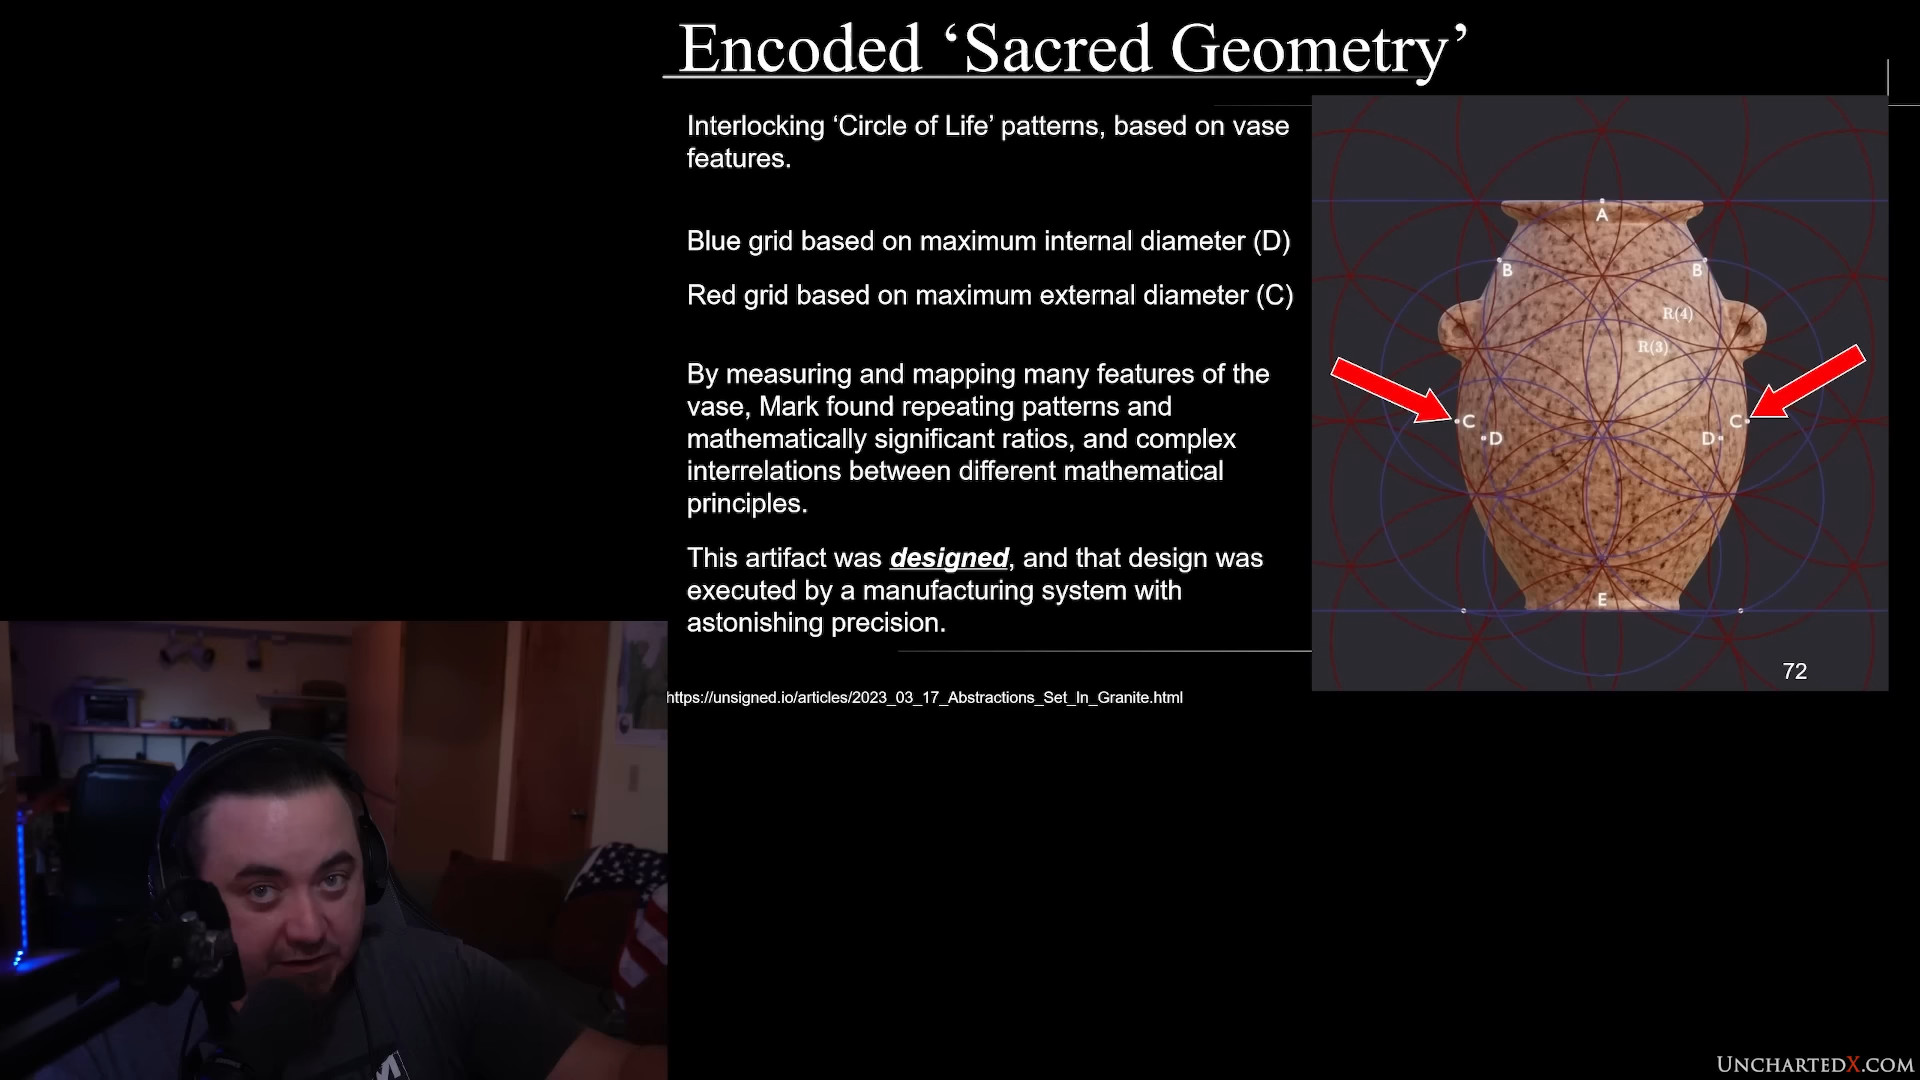 Encoded ‘Sacred Geometry’
Interlocking ‘Circle of Life’ patterns, based on vase
features.
Blue grid based on maximum internal diameter (D)
Red grid based on maximum external diameter (C)
By measuring and mapping many features of the
vase, Mark found repeating patterns and
mathematically significant ratios, and complex
interrelations between different mathematical
principles.
This artifact was designed, and that design was
executed by a manufacturing system with
astonishing precision.
https://unsigned.io/articles/2023_03_17_Abstractions_Set_In_Granite.html
A
B B
R(4)
R(3)
C C
D D
E
72
UNCHARTEDX.COM